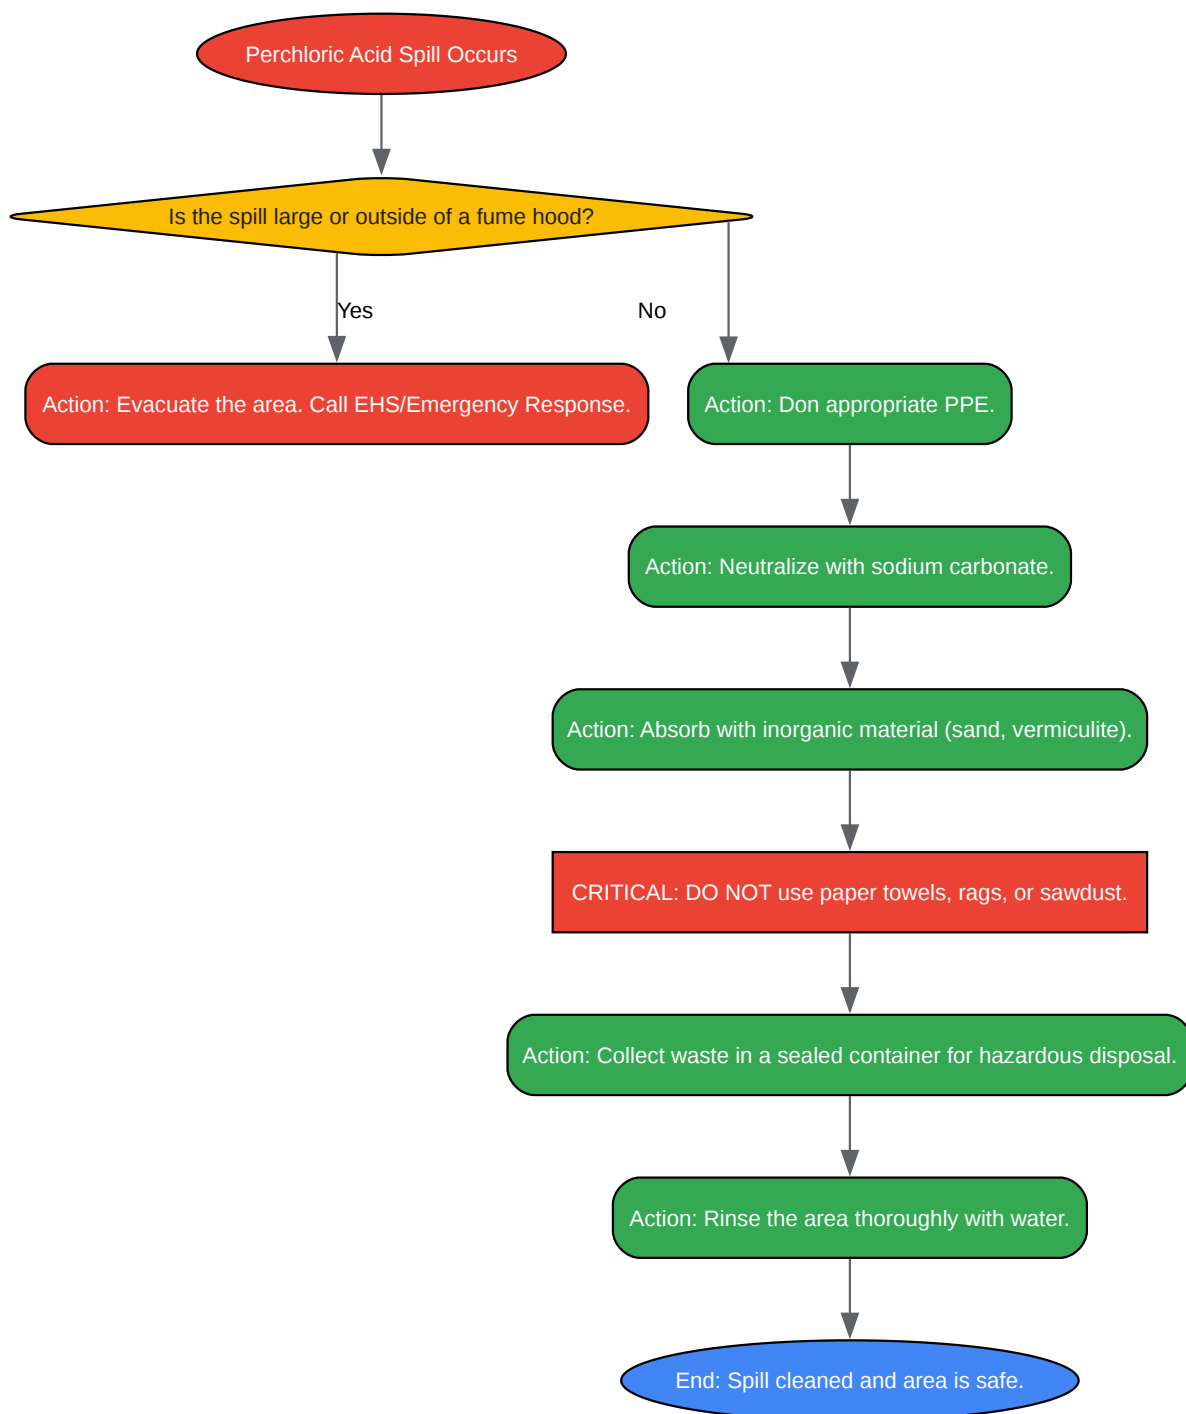 Perchloric Acid Spill Occurs
Is the spill large or outside of a fume hood?
Yes
No
Action: Evacuate the area. Call EHS/Emergency Response.
Action: Don appropriate PPE.
Action: Neutralize with sodium carbonate.
Action: Absorb with inorganic material (sand, vermiculite).
CRITICAL: DO NOT use paper towels, rags, or sawdust.
Action: Collect waste in a sealed container for hazardous disposal.
Action: Rinse the area thoroughly with water.
End: Spill cleaned and area is safe.